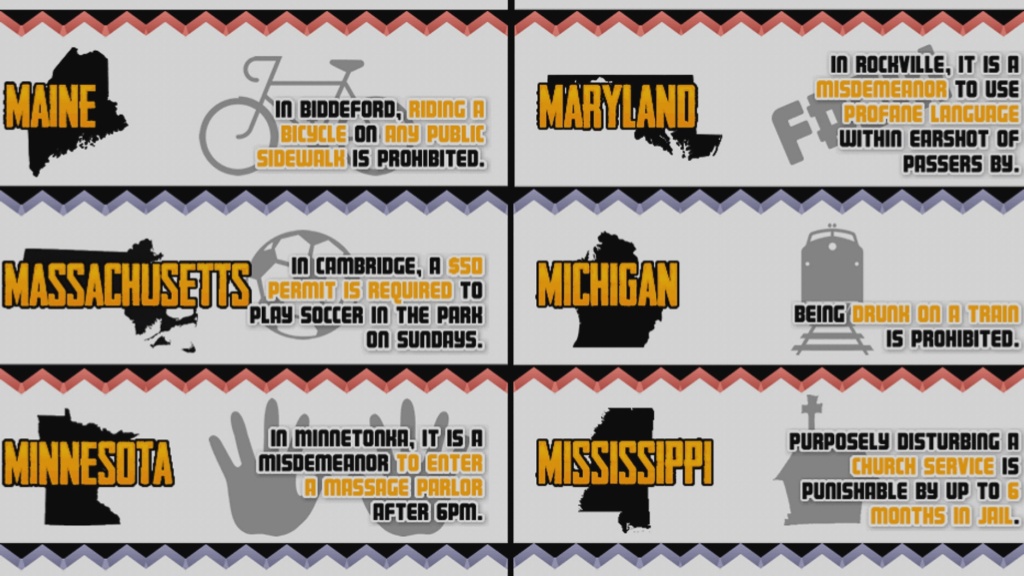 MAINE
IN BIDDEFORD, RIDING A
BICYCLE ON ANY PUBLIC
SIDEWALK IS PROHIBITED.
MARYLAND
IN ROCKVILLE, IT IS A
MISDEMEANOR TO USE
PROFANE LANGUAGE
WITHIN EARSHOT OF
PASSERS BY.
MASSACHUSETTS
IN CAMBRIDGE, A $50
PERMIT IS REQUIRED TO
PLAY SOCCER IN THE PARK
ON SUNDAYS.
MICHIGAN
BEING DRUNK ON A TRAIN
IS PROHIBITED.
MINNESOTA
IN MINNETONKA, IT IS A
MISDEMEANOR TO ENTER
A MASSAGE PARLOR
AFTER 6PM.
MISSISSIPPI
PURPOSELY DISTURBING A
CHURCH SERVICE IS
PUNISHABLE BY UP TO 6
MONTHS IN JAIL.